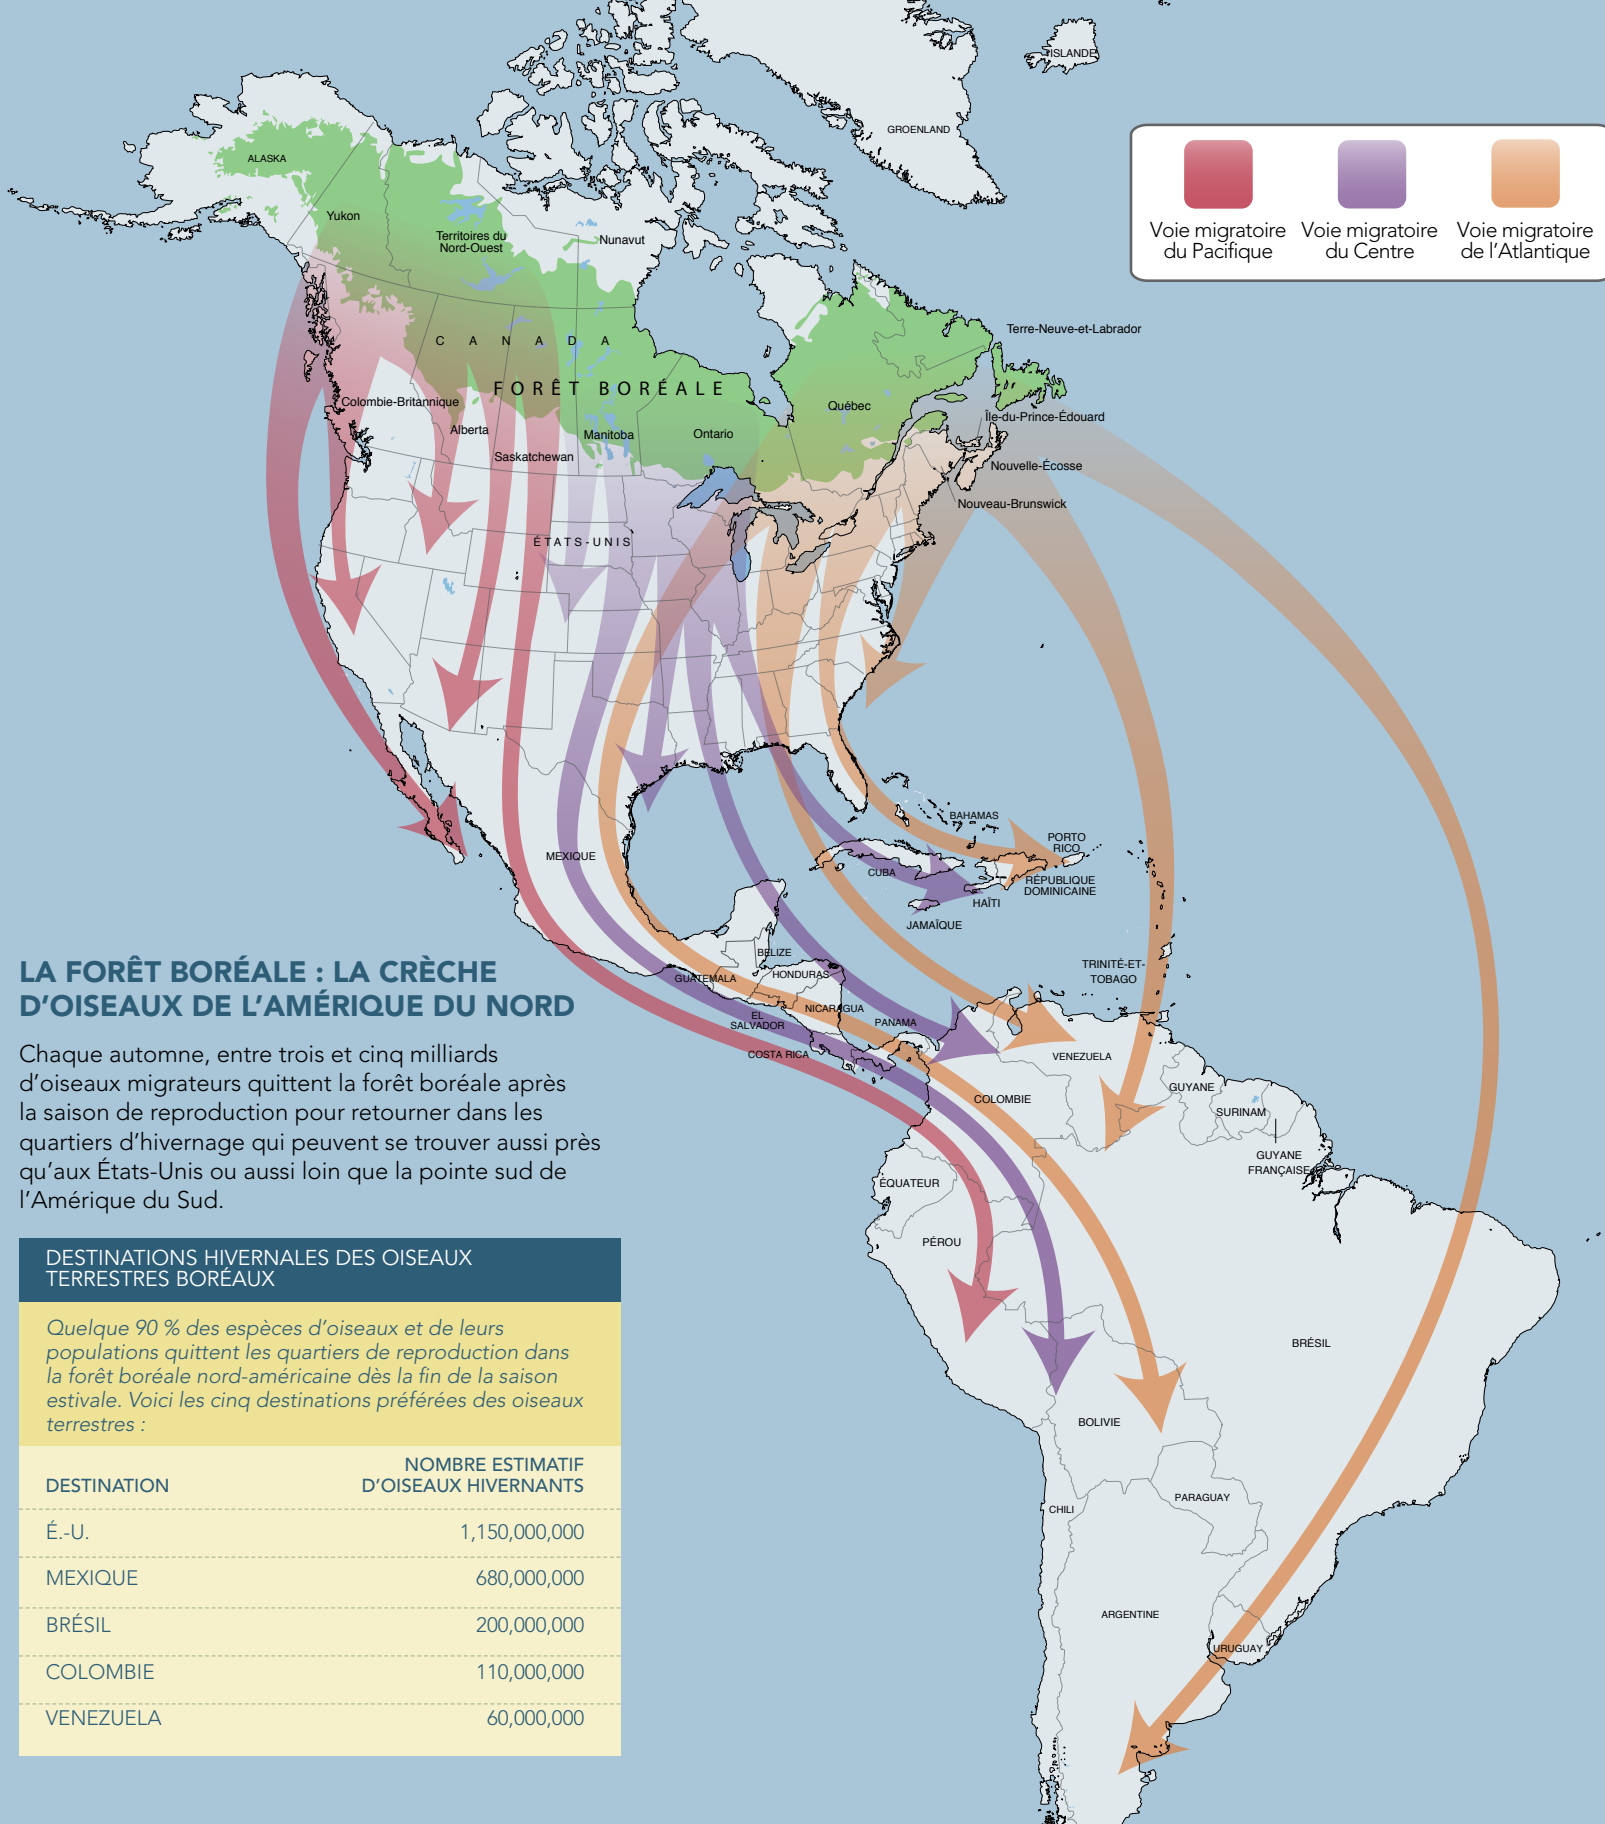 ISLANDE
GROENLAND
ALASKA
Yukon
Territoires du
Nord-Ouest
Nunavut
Voie migratoire
du Pacifique
Voie migratoire
du Centre
Voie migratoire
de l'Atlantique
Terre-Neuve-et-Labrador
CANADA
FORÊT BORÉALE
Colombie-Britannique
Alberta
Saskatchewan
Manitoba
Ontario
Québec
Île-du-Prince-Édouard
Nouvelle-Écosse
Nouveau-Brunswick
ÉTATS-UNIS
MEXIQUE
BAHAMAS
PORTO
RICO
CUBA
RÉPUBLIQUE
DOMINICAINE
HAÏTI
JAMAÏQUE
BELIZE
GUATEMALA
HONDURAS
EL
SALVADOR
NICARAGUA
PANAMA
COSTA RICA
TRINITÉ-ET-
TOBAGO
VENEZUELA
COLOMBIE
GUYANE
SURINAM
GUYANE
FRANÇAISE
ÉQUATEUR
PÉROU
BRÉSIL
BOLIVIE
PARAGUAY
CHILI
ARGENTINE
URUGUAY
LA FORÊT BORÉALE : LA CRÈCHE
D'OISEAUX DE L'AMÉRIQUE DU NORD
Chaque automne, entre trois et cinq milliards
d'oiseaux migrateurs quittent la forêt boréale après
la saison de reproduction pour retourner dans les
quartiers d'hivernage qui peuvent se trouver aussi près
qu'aux États-Unis ou aussi loin que la pointe sud de
l'Amérique du Sud.
DESTINATIONS HIVERNALES DES OISEAUX
TERRESTRES BORÉAUX
Quelque 90 % des espèces d'oiseaux et de leurs
populations quittent les quartiers de reproduction dans
la forêt boréale nord-américaine dès la fin de la saison
estivale. Voici les cinq destinations préférées des oiseaux
terrestres :
DESTINATION
NOMBRE ESTIMATIF
D'OISEAUX HIVERNANTS
É.-U. 1,150,000,000
MEXIQUE 680,000,000
BRÉSIL 200,000,000
COLOMBIE 110,000,000
VENEZUELA 60,000,000